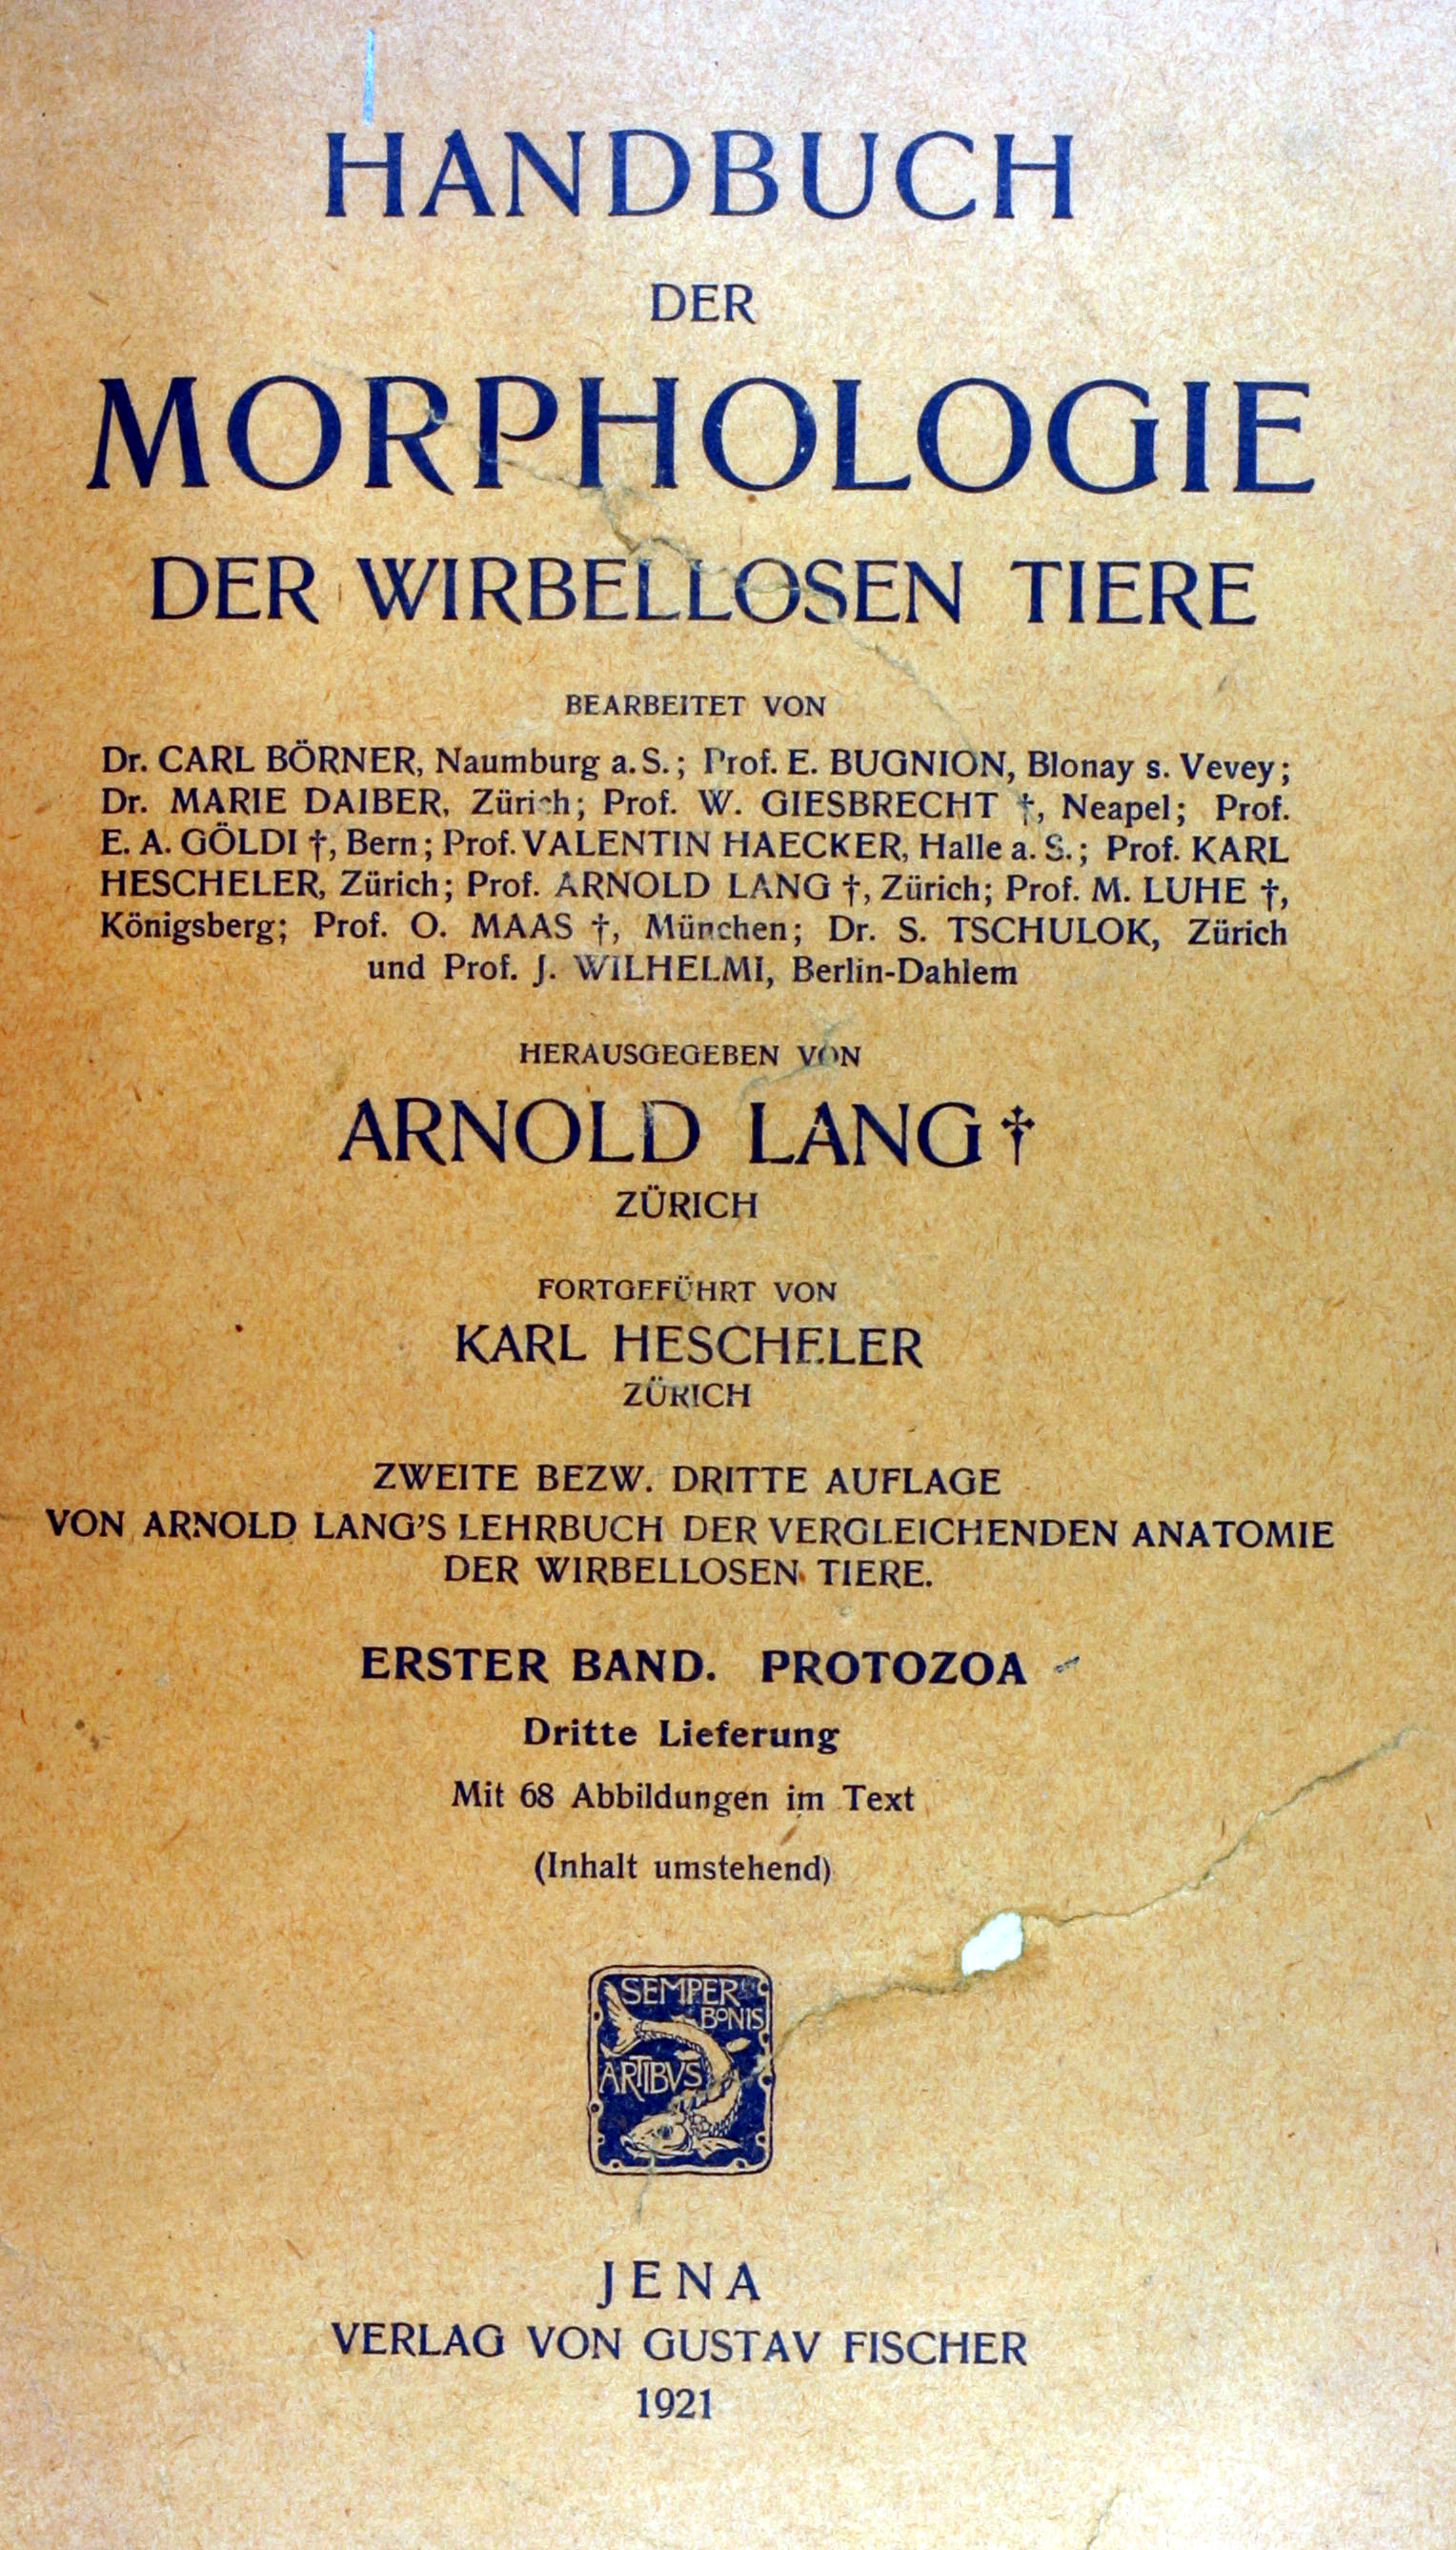 HANDBUCH
DER
MORPHOLOGIE
DER WIRBELLOSEN TIERE
BEARBEITET VON
Dr. CARL BÖRNER, Naumburg a. S.; Prof. E. BUGNION, Blonay s. Vevey;
Dr. MARIE DAIBER, Zürich; Prof. W. GIESBRECHT †, Neapel; Prof.
E. A. GÖLDI †, Bern; Prof. VALENTIN HAECKER, Halle a. S.; Prof. KARL
HESCHELER, Zürich; Prof. ARNOLD LANG †, Zürich; Prof. M. LUHE †,
Königsberg; Prof. O. MAAS †, München; Dr. S. TSCHULOK, Zürich
und Prof. J. WILHELMI, Berlin-Dahlem
HERAUSGEGEBEN VON
ARNOLD LANG †
ZÜRICH
FORTGEFÜHRT VON
KARL HESCHELER
ZÜRICH
ZWEITE BEZW. DRITTE AUFLAGE
VON ARNOLD LANG'S LEHRBUCH DER VERGLEICHENDEN ANATOMIE
DER WIRBELLOSEN TIERE.
ERSTER BAND. PROTOZOA
Dritte Lieferung
Mit 68 Abbildungen im Text
(Inhalt umstehend)
SEMPER
BONIS
ARTIBVS
JENA
VERLAG VON GUSTAV FISCHER
1921